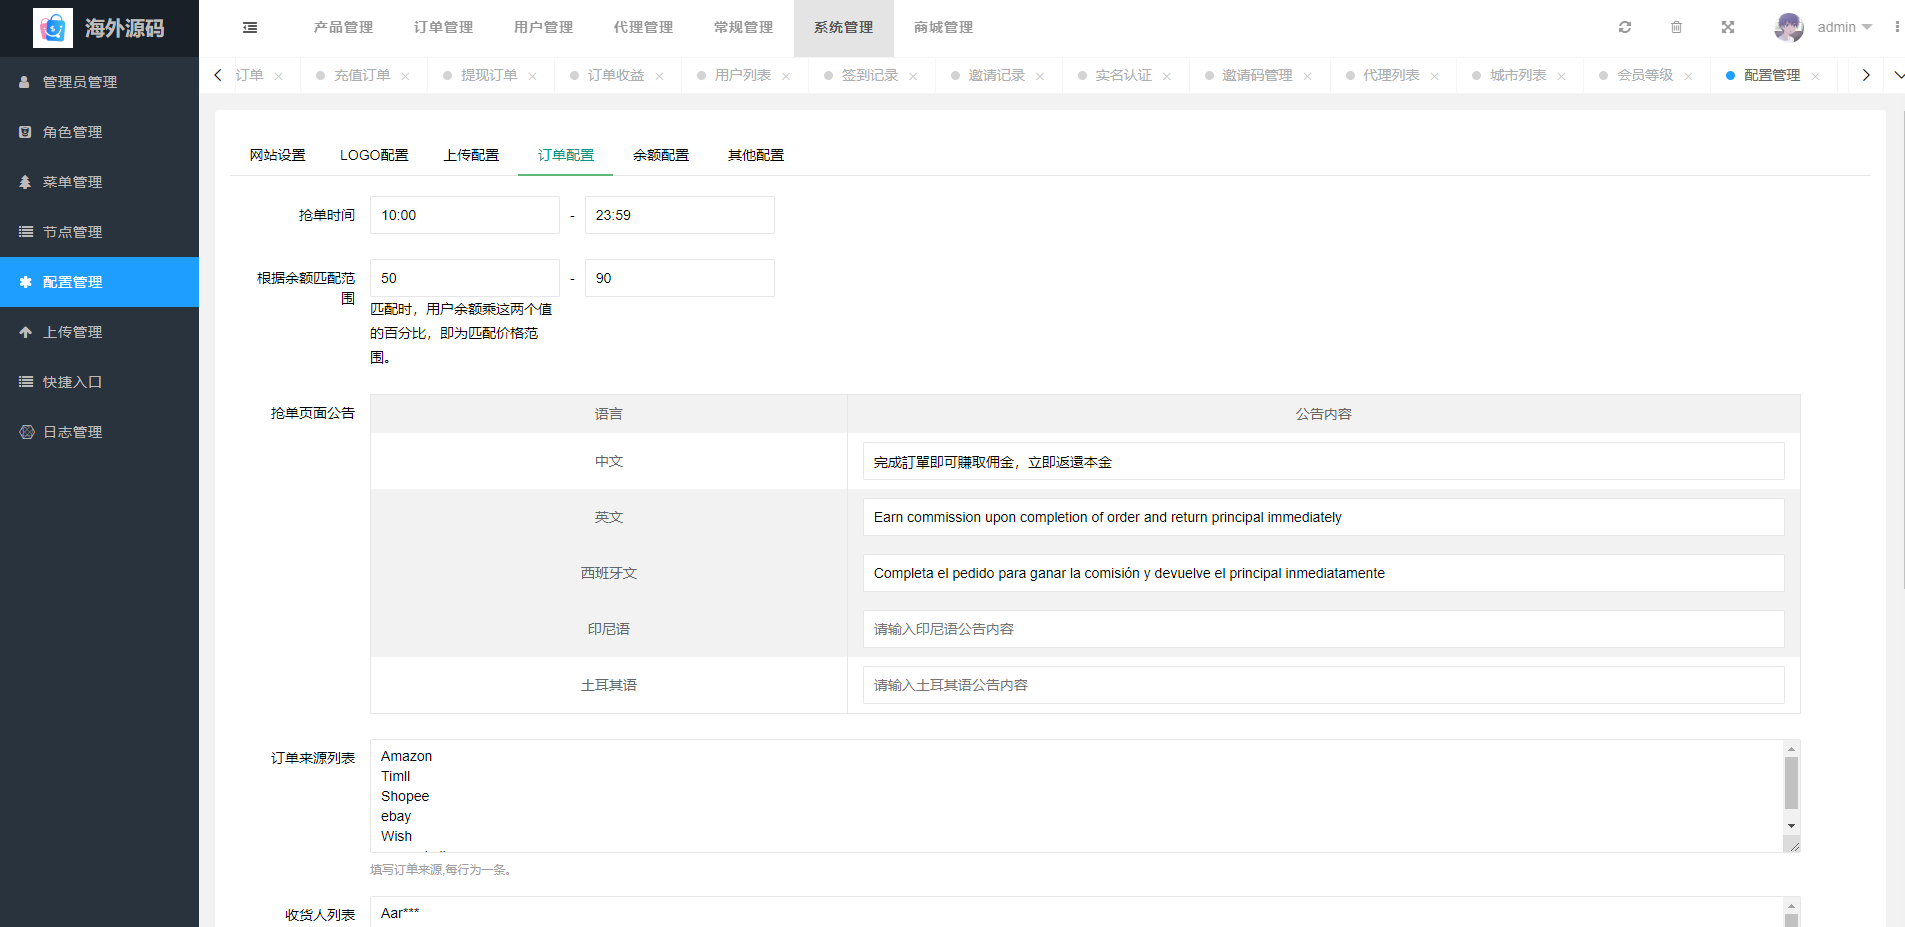 海外源码
产品管理
订单管理
用户管理
代理管理
常规管理
系统管理
商城管理
admin
订单
充值订单
提现订单
订单收益
用户列表
签到记录
邀请记录
实名认证
邀请码管理
代理列表
城市列表
会员等级
配置管理
管理员管理
角色管理
菜单管理
节点管理
配置管理
上传管理
快捷入口
日志管理
网站设置
LOGO配置
上传配置
订单配置
余额配置
其他配置
抢单时间
10:00
-
23:59
根据余额匹配范
围
50
-
90
匹配时，用户余额乘这两个值
的百分比，即为匹配价格范
围。
抢单页面公告
语言
公告内容
中文
完成訂單即可賺取佣金，立即返還本金
英文
Earn commission upon completion of order and return principal immediately
西班牙文
Completa el pedido para ganar la comisión y devuelve el principal inmediatamente
印尼语
请输入印尼语公告内容
土耳其语
请输入土耳其语公告内容
订单来源列表
Amazon
Timll
Shopee
ebay
Wish
填写订单来源,每行为一条。
收货人列表
Aar***